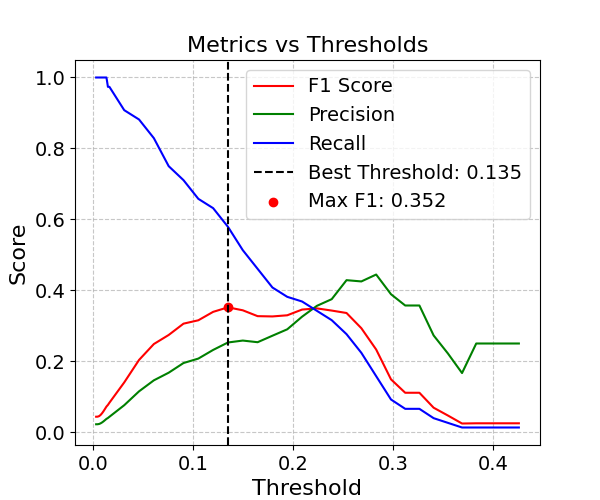 Metrics vs Thresholds
F1 Score
Precision
Recall
Best Threshold: 0.135
Max F1: 0.352
Score
1.0
0.8
0.6
0.4
0.2
0.0
0.0 0.1 0.2 0.3 0.4
Threshold